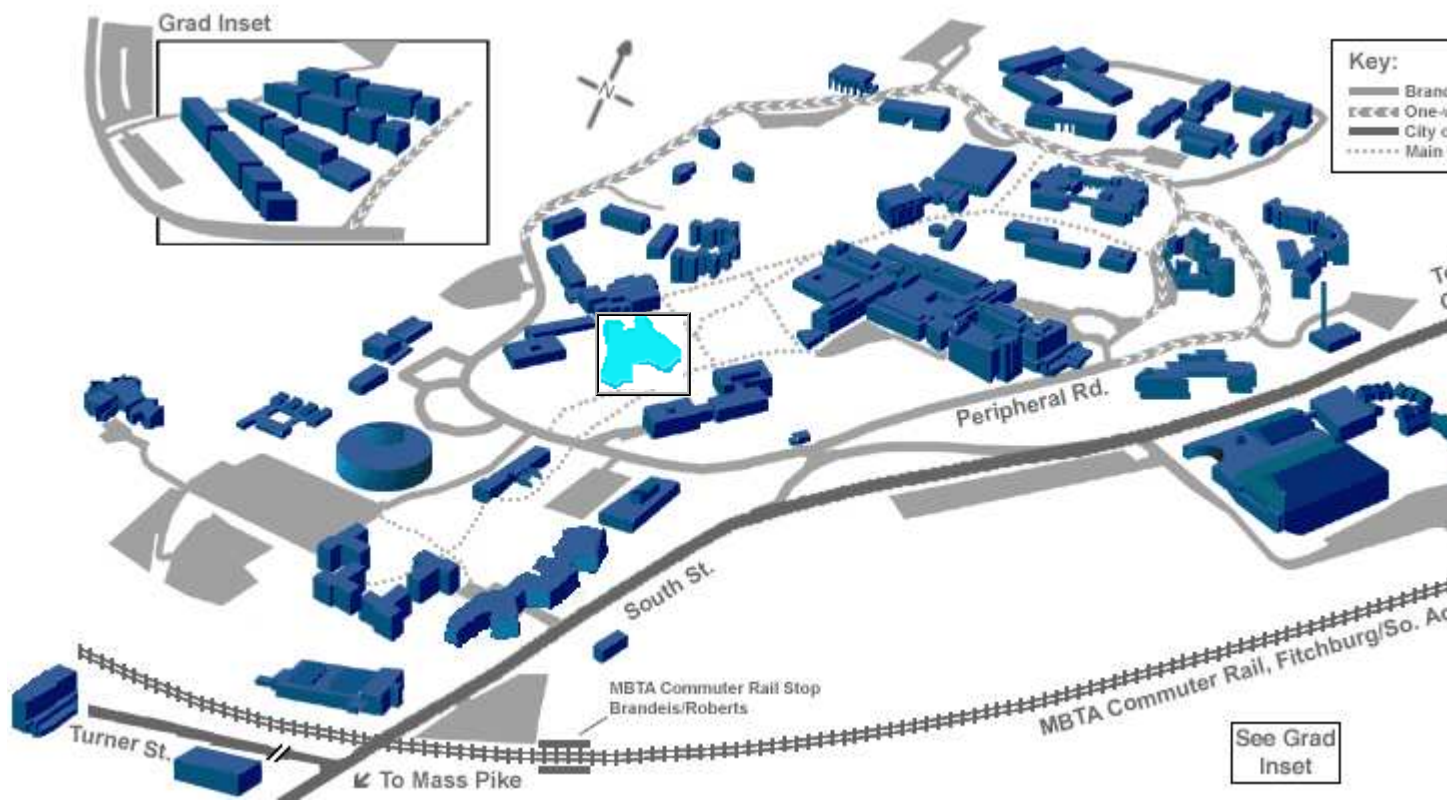 Grad Inset
N
Key:
Main
Peripheral Rd.
South St.
MBTA Commuter Rail Stop
Brandeis/Roberts
MBTA Commuter Rail, Fitchburg/So.
Turner St.
To Mass Pike
See Grad
Inset